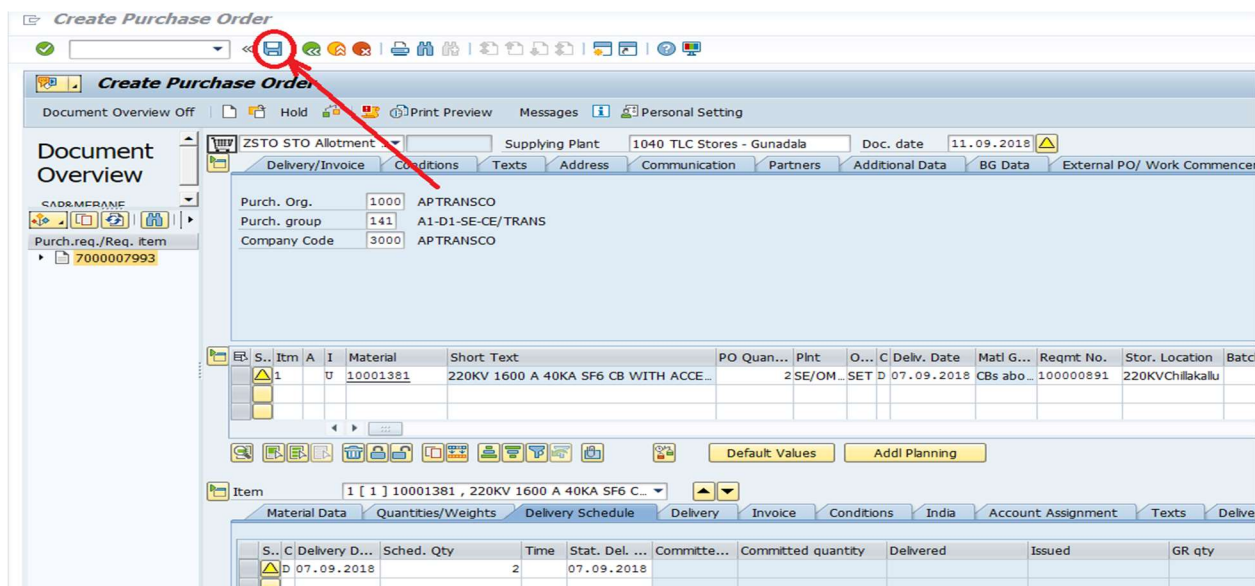 Create Purchase Order
Create Purchase Order
Document Overview Off Hold Print Preview Messages Personal Setting
Document Overview
ZSTO STO Allotment Supplying Plant 1040 TLC Stores - Gunadala Doc. date 11.09.2018
Delivery/Invoice Conditions Texts Address Communication Partners Additional Data BG Data External PO/ Work Commencer
Purch. Org. 1000 APTRANSCO
Purch. group 141 A1-D1-SE-CE/TRANS
Company Code 3000 APTRANSCO
Purch.req./Req. item
7000007993
S.. Itm A I Material Short Text PO Quan... Plnt O... C Deliv. Date Matl G... Reqmt No. Stor. Location Batc
1 U 10001381 220KV 1600 A 40KA SF6 CB WITH ACCE... 2 SE/OM... SET D 07.09.2018 CBs abo... 100000891 220KVChillakallu
Default Values Addl Planning
Item 1 [ 1 ] 10001381 , 220KV 1600 A 40KA SF6 C...
Material Data Quantities/Weights Delivery Schedule Delivery Invoice Conditions India Account Assignment Texts Delive
S.. C Delivery D... Sched. Qty Time Stat. Del. ... Committe... Committed quantity Delivered Issued GR qty
D 07.09.2018 2 07.09.2018